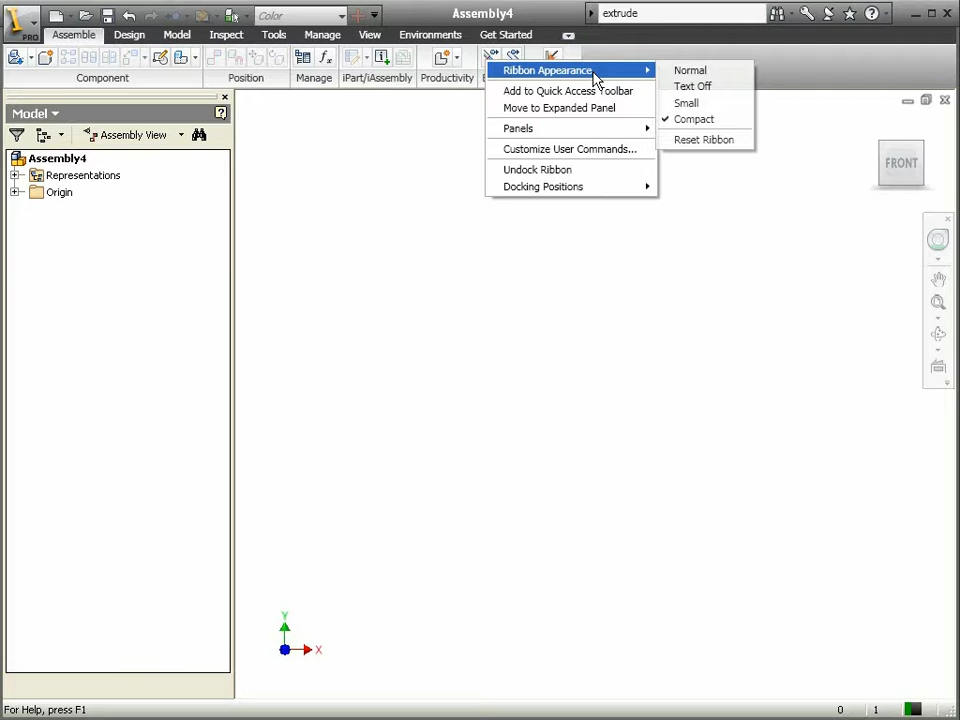 Color
Assembly4
extrude
PRO
Assemble Design Model Inspect Tools Manage View Environments Get Started
Component Position Manage iPart/iAssembly Productivity
Ribbon Appearance
Add to Quick Access Toolbar
Move to Expanded Panel
Panels
Customize User Commands...
Undock Ribbon
Docking Positions
Normal
Text Off
Small
Compact
Reset Ribbon
Model
Assembly View
Assembly4
Representations
Origin
FRONT
Y
X
For Help, press F1
0 1